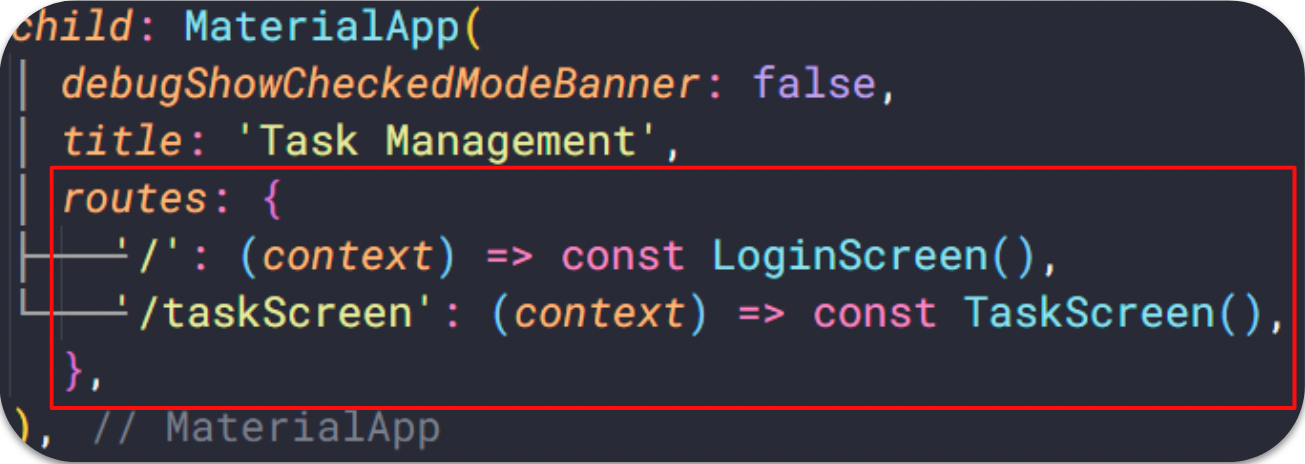 child: MaterialApp(
debugShowCheckedModeBanner: false,
title: 'Task Management',
routes: {
'/': (context) => const LoginScreen(),
'/taskScreen': (context) => const TaskScreen(),
},
), // MaterialApp